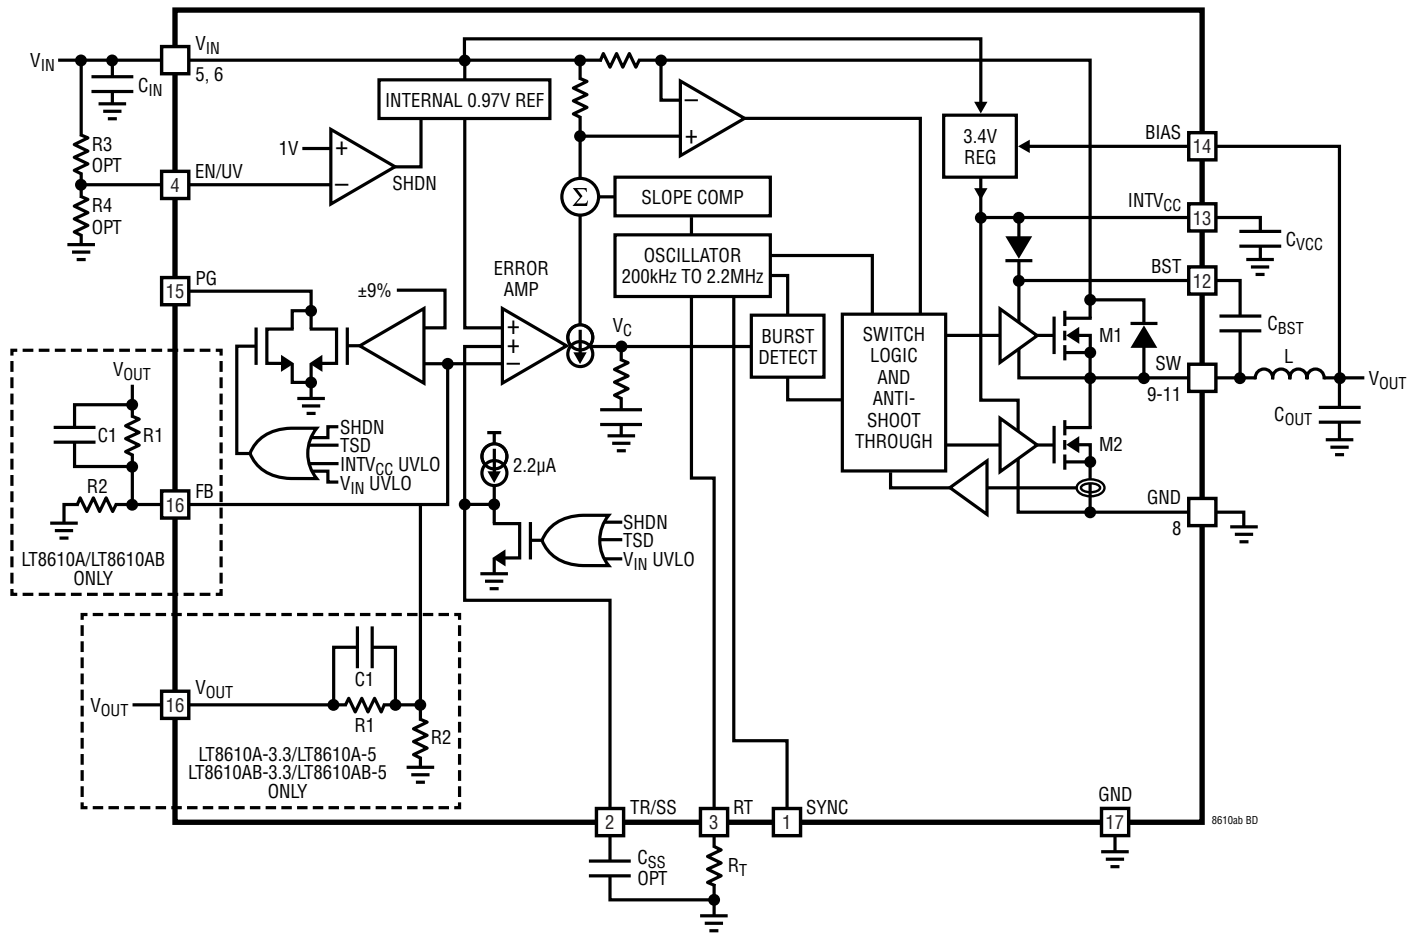 VIN
VIN
5, 6
CIN
INTERNAL 0.97V REF
R3
OPT
1V
+
–
SHDN
4
EN/UV
R4
OPT
–
+
3.4V
REG
BIAS
14
Σ
SLOPE COMP
INTVCC
13
CVCC
OSCILLATOR
200kHz TO 2.2MHz
BST
12
PG
15
±9%
ERROR
AMP
+
+
–
VC
BURST
DETECT
SWITCH
LOGIC
AND
ANTI-
SHOOT
THROUGH
M1
CBST
SW
9-11
L
VOUT
COUT
M2
GND
8
VOUT
C1
R1
R2
16
FB
LT8610A/LT8610AB
ONLY
SHDN
TSD
INTVCC UVLO
VIN UVLO
2.2µA
SHDN
TSD
VIN UVLO
VOUT
16
VOUT
C1
R1
R2
LT8610A-3.3/LT8610A-5
LT8610AB-3.3/LT8610AB-5
ONLY
2
TR/SS
3
RT
1
SYNC
GND
17
8610ab BD
CSS
OPT
RT